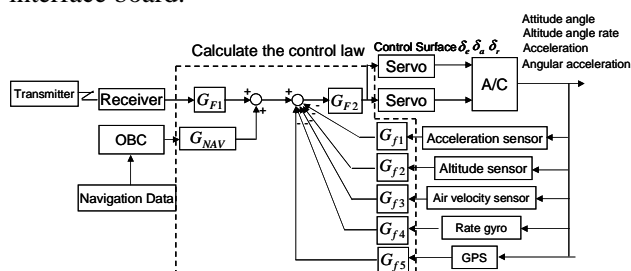 interface board.
Attitude angle
Altitude angle rate
Acceleration
Angular acceleration
Calculate the control law
Control Surface δe δa δr
Servo
A/C
Transmitter
Receiver
GF1
+
+
+
-
-
-
-
-
GF2
Servo
OBC
GNAV
Gf1
Acceleration sensor
Gf2
Altitude sensor
Navigation Data
Gf3
Air velocity sensor
Gf4
Rate gyro
Gf5
GPS